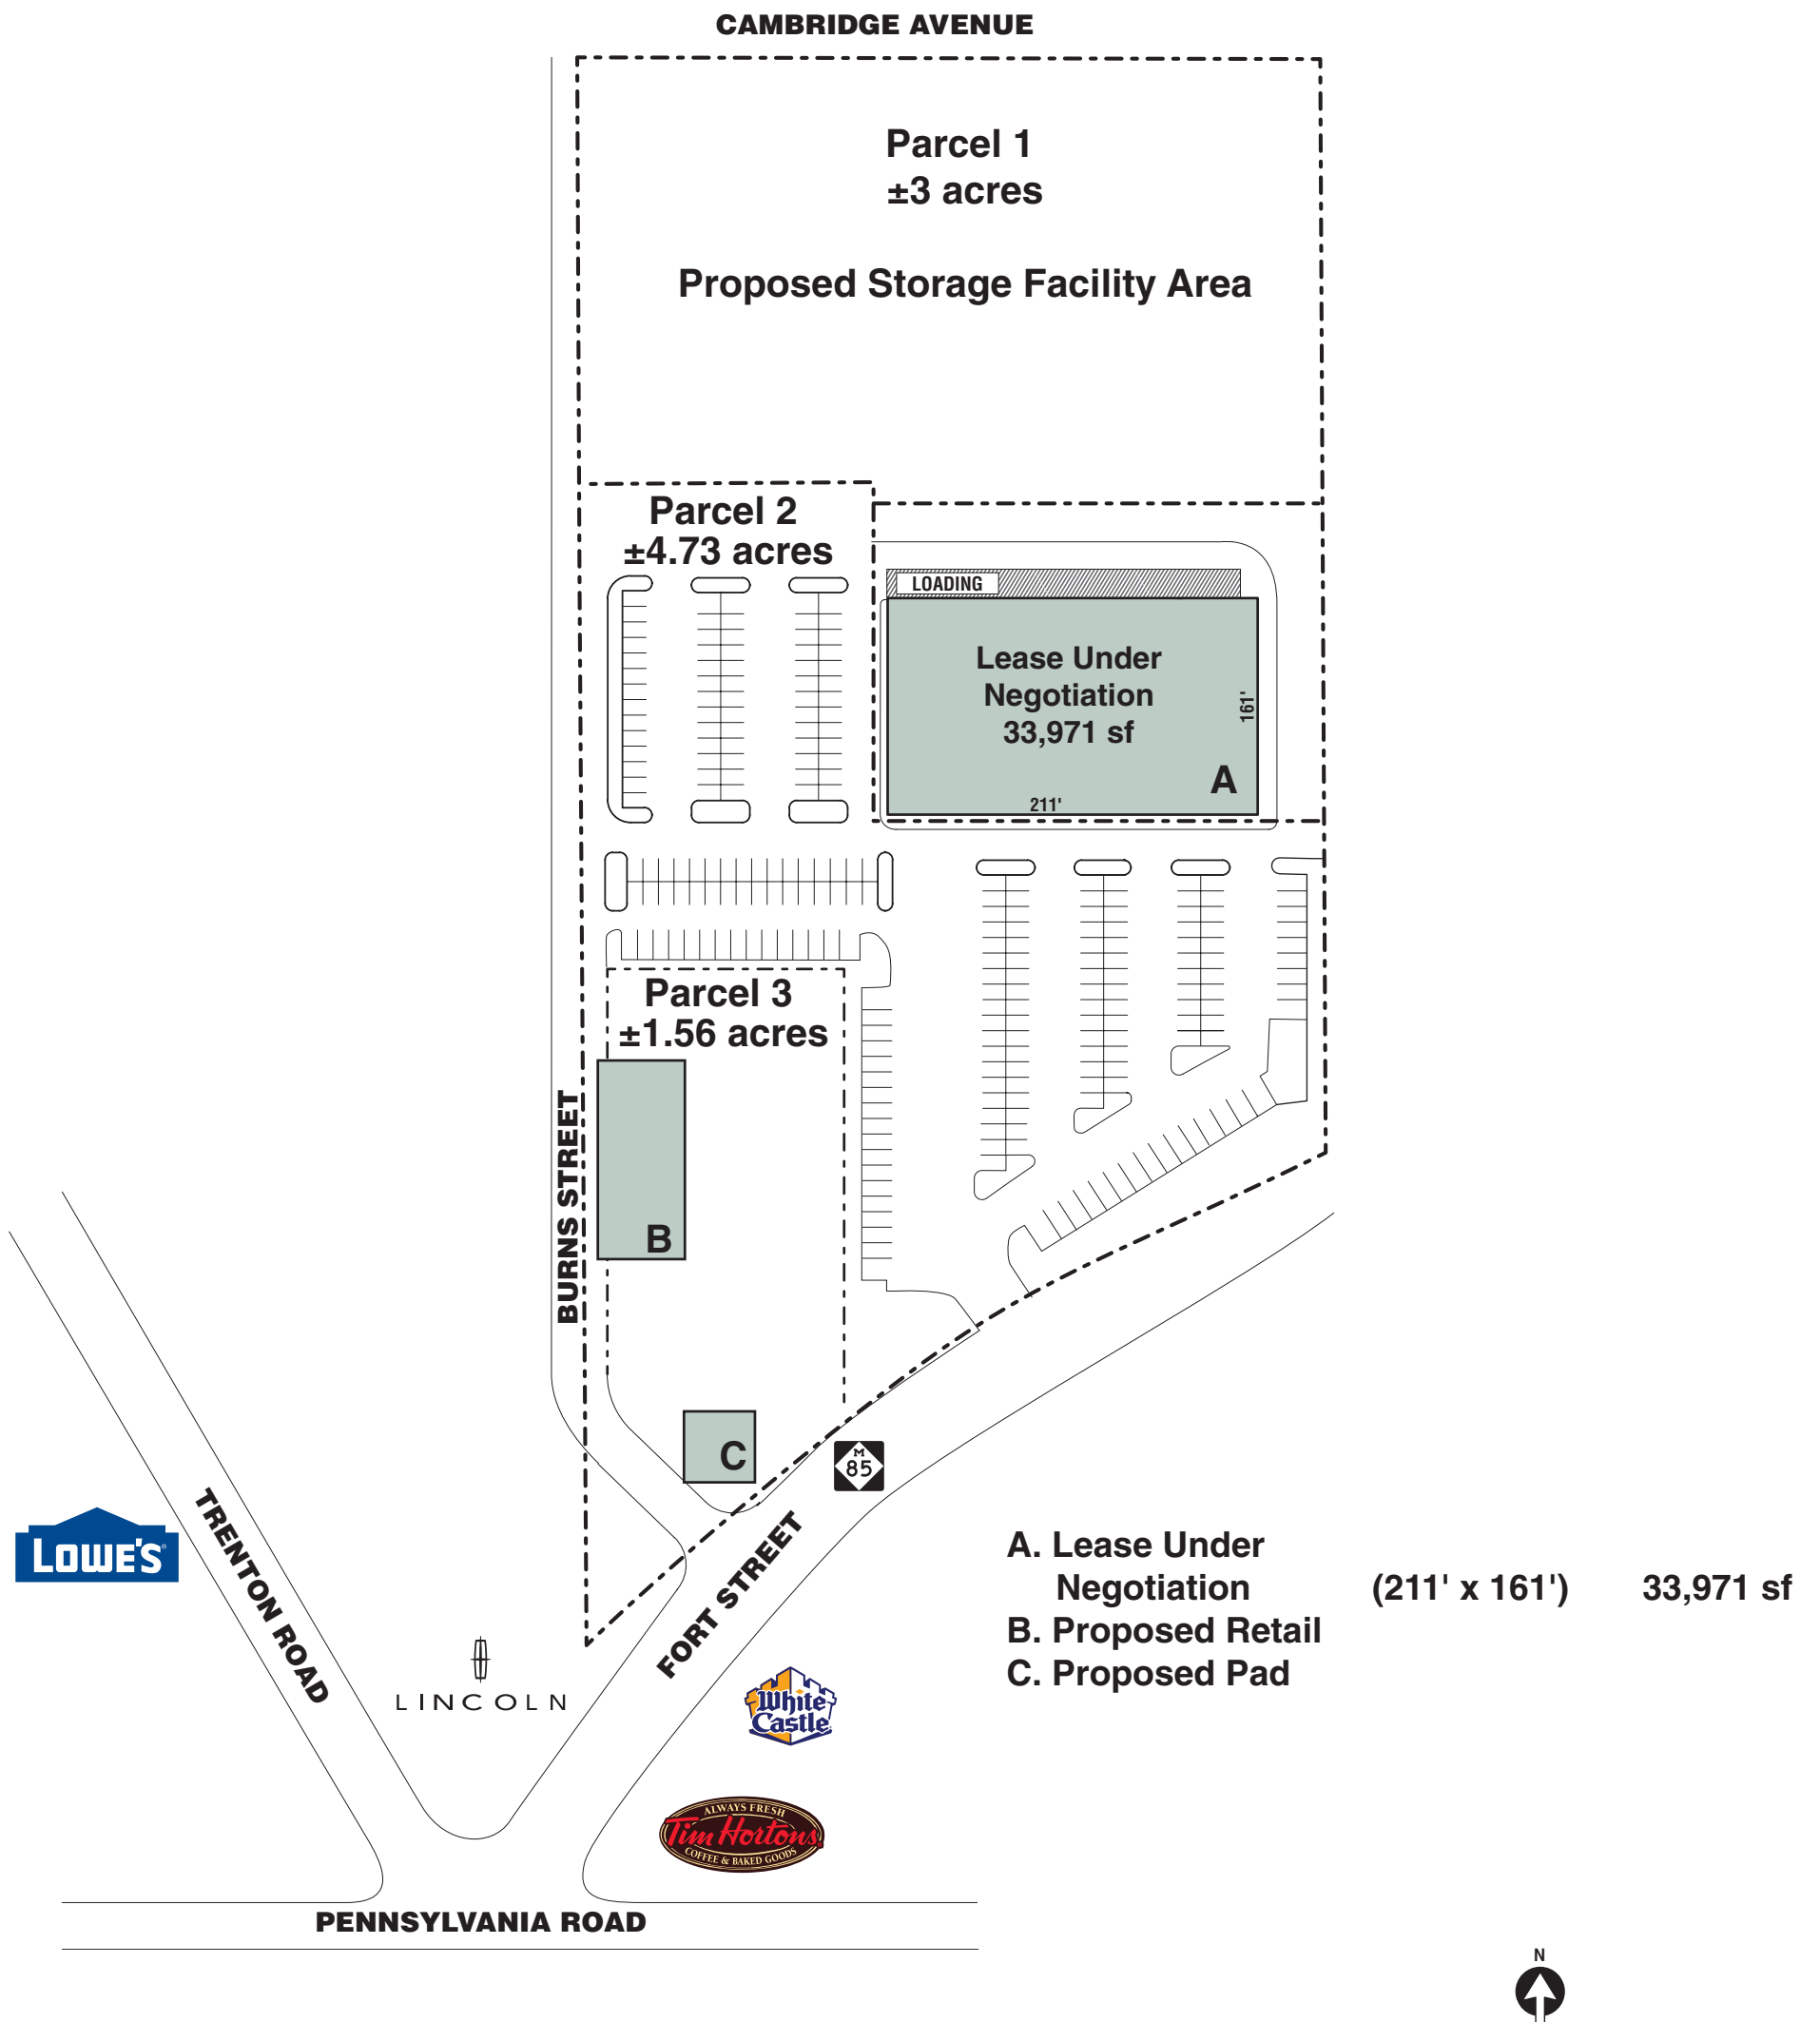 CAMBRIDGE AVENUE
Parcel 1
±3 acres
Proposed Storage Facility Area
Parcel 2
±4.73 acres
LOADING
Lease Under
Negotiation
33,971 sf
161'
A
211'
Parcel 3
±1.56 acres
BURNS STREET
B
C
M
85
TRENTON ROAD
FORT STREET
LOWE'S
LINCOLN
White
Castle
ALWAYS FRESH
Tim Hortons
COFFEE & BAKED GOODS
A. Lease Under
Negotiation (211' x 161') 33,971 sf
B. Proposed Retail
C. Proposed Pad
PENNSYLVANIA ROAD
N